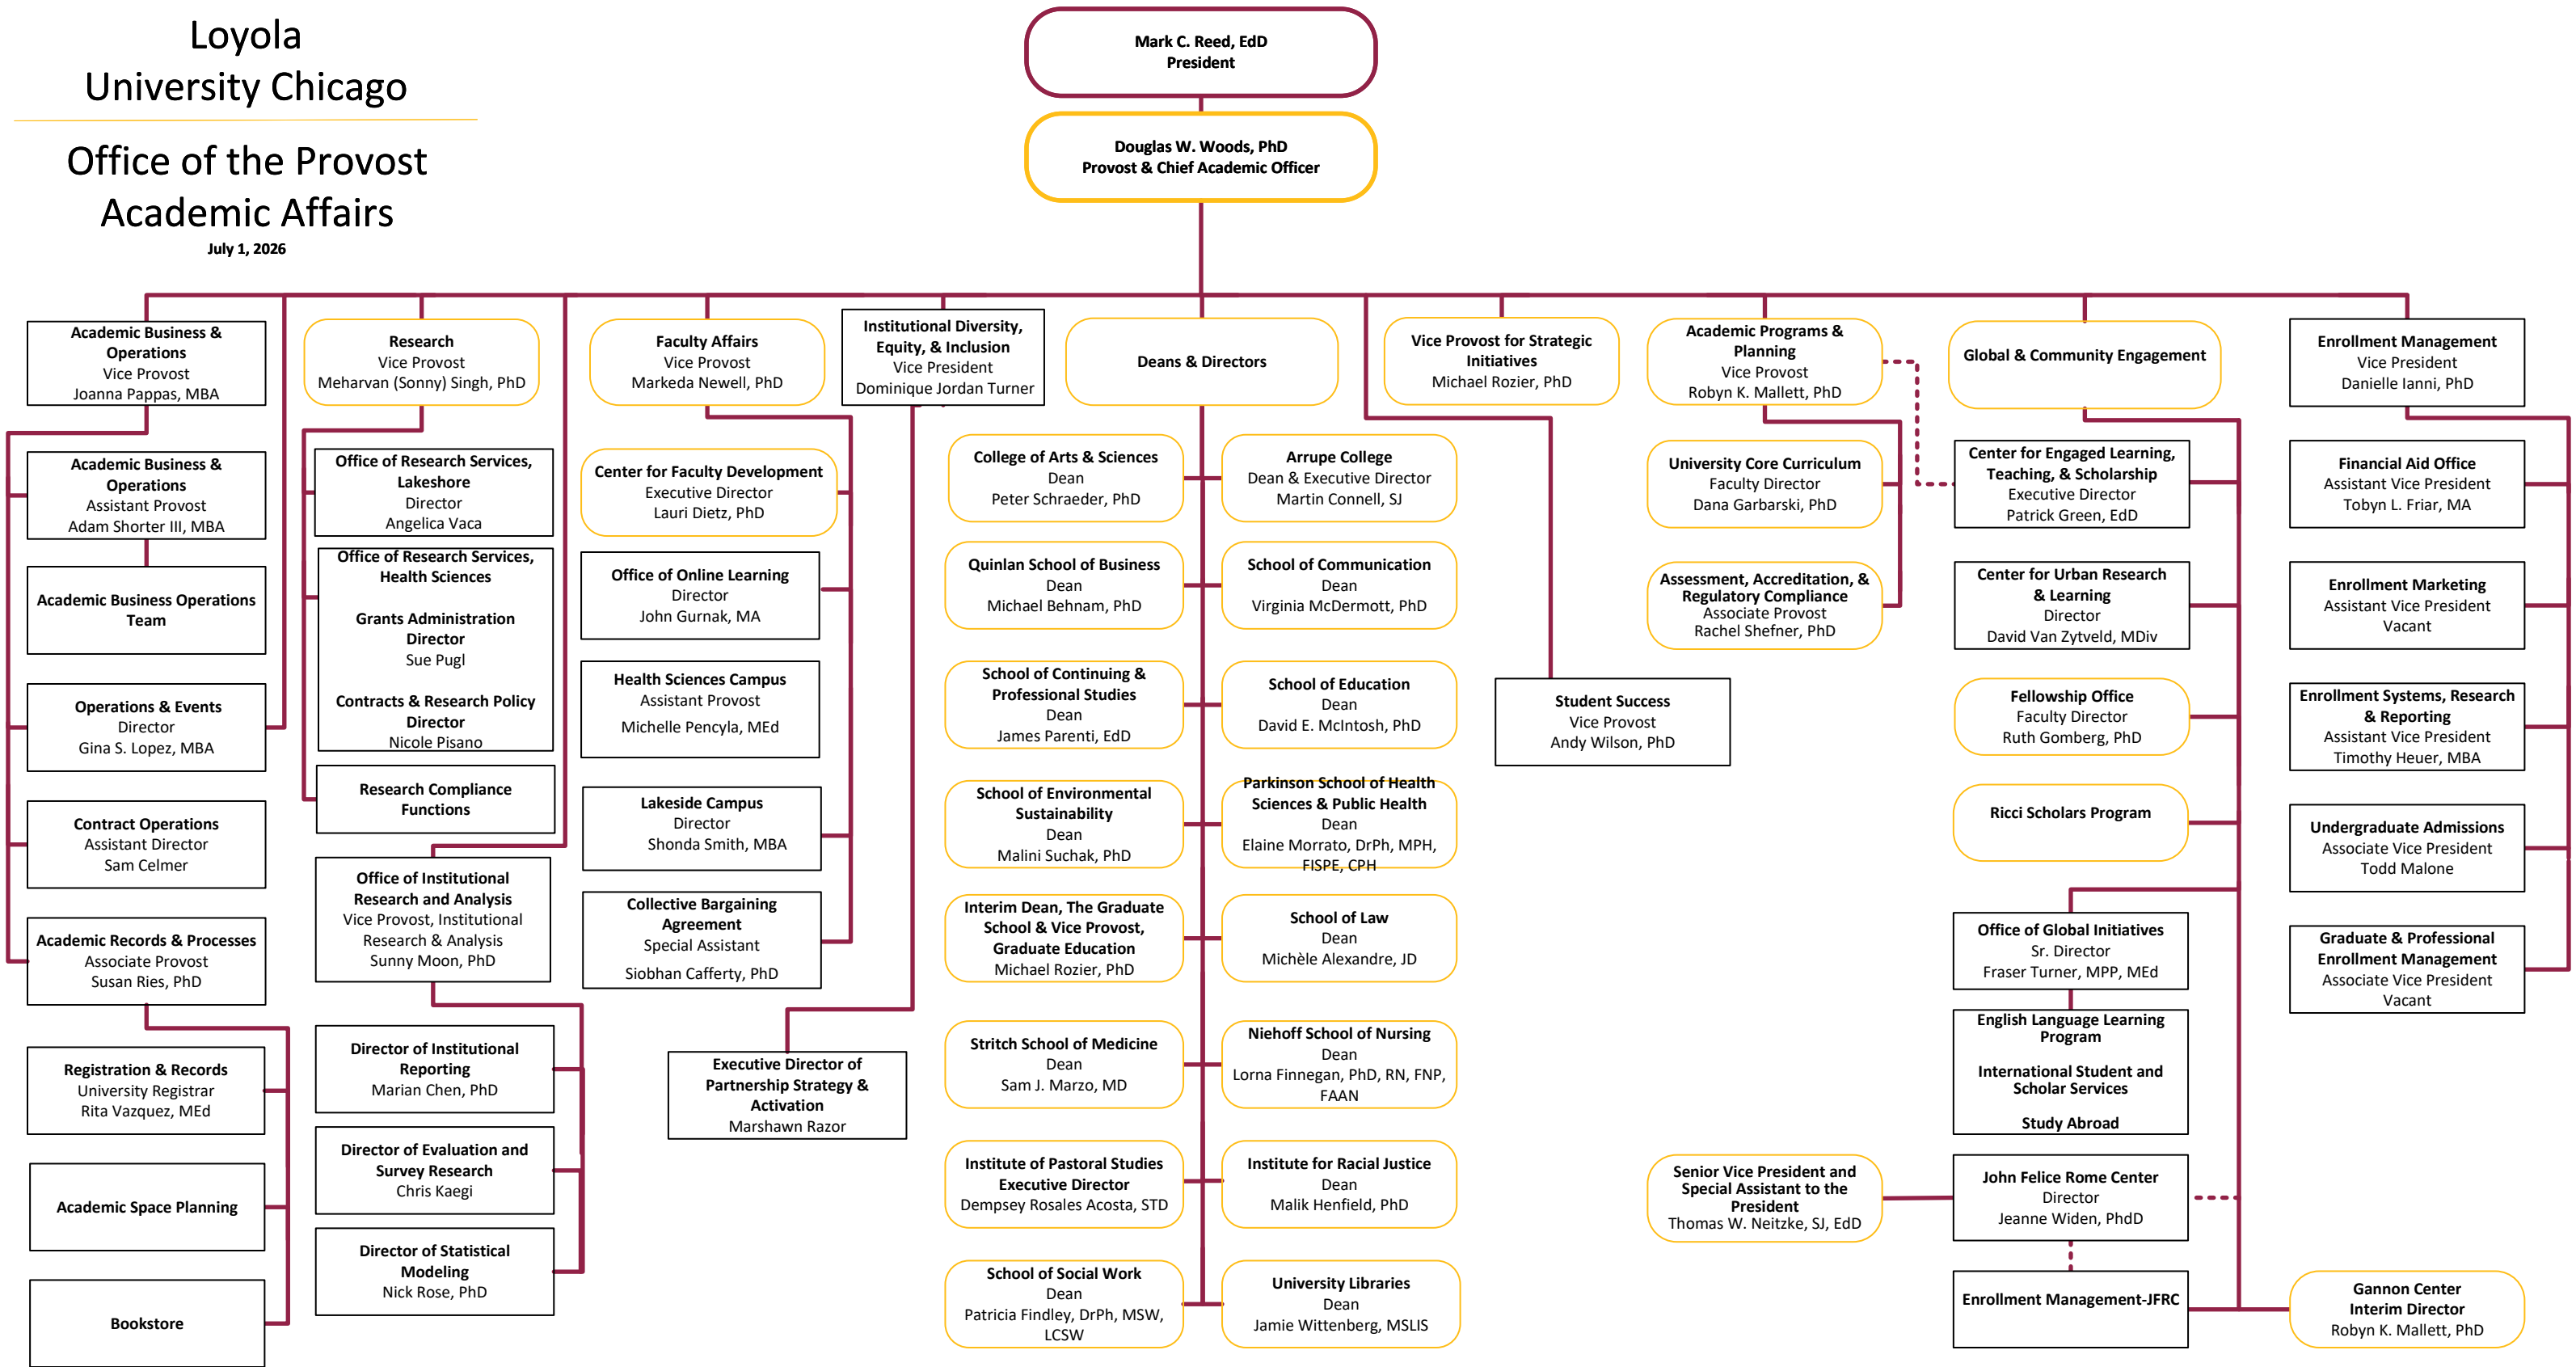 Loyola
University Chicago
Office of the Provost
Academic Affairs
July 1, 2026
Mark C. Reed, EdD
President
Douglas W. Woods, PhD
Provost & Chief Academic Officer
Academic Business &
Operations
Vice Provost
Joanna Pappas, MBA
Academic Business &
Operations
Assistant Provost
Adam Shorter III, MBA
Academic Business Operations
Team
Operations & Events
Director
Gina S. Lopez, MBA
Contract Operations
Assistant Director
Sam Celmer
Academic Records & Processes
Associate Provost
Susan Ries, PhD
Registration & Records
University Registrar
Rita Vazquez, MEd
Academic Space Planning
Bookstore
Research
Vice Provost
Meharvan (Sonny) Singh, PhD
Office of Research Services,
Lakeshore
Director
Angelica Vaca
Office of Research Services,
Health Sciences
Grants Administration
Director
Sue Pugl
Contracts & Research Policy
Director
Nicole Pisano
Research Compliance
Functions
Office of Institutional
Research and Analysis
Vice Provost, Institutional
Research & Analysis
Sunny Moon, PhD
Director of Institutional
Reporting
Marian Chen, PhD
Director of Evaluation and
Survey Research
Chris Kaegi
Director of Statistical
Modeling
Nick Rose, PhD
Faculty Affairs
Vice Provost
Markeda Newell, PhD
Center for Faculty Development
Executive Director
Lauri Dietz, PhD
Office of Online Learning
Director
John Gurnak, MA
Health Sciences Campus
Assistant Provost
Michelle Pencyla, MEd
Lakeside Campus
Director
Shonda Smith, MBA
Collective Bargaining
Agreement
Special Assistant
Siobhan Cafferty, PhD
Institutional Diversity,
Equity, & Inclusion
Vice President
Dominique Jordan Turner
Executive Director of
Partnership Strategy &
Activation
Marshawn Razor
Deans & Directors
College of Arts & Sciences
Dean
Peter Schraeder, PhD
Arrupe College
Dean & Executive Director
Martin Connell, SJ
Quinlan School of Business
Dean
Michael Behnam, PhD
School of Communication
Dean
Virginia McDermott, PhD
School of Continuing &
Professional Studies
Dean
James Parenti, EdD
School of Education
Dean
David E. McIntosh, PhD
School of Environmental
Sustainability
Dean
Malini Suchak, PhD
Parkinson School of Health
Sciences & Public Health
Dean
Elaine Morrato, DrPh, MPH,
FISPE, CPH
Interim Dean, The Graduate
School & Vice Provost,
Graduate Education
Michael Rozier, PhD
School of Law
Dean
Michèle Alexandre, JD
Stritch School of Medicine
Dean
Sam J. Marzo, MD
Niehoff School of Nursing
Dean
Lorna Finnegan, PhD, RN, FNP,
FAAN
Institute of Pastoral Studies
Executive Director
Dempsey Rosales Acosta, STD
Institute for Racial Justice
Dean
Malik Henfield, PhD
School of Social Work
Dean
Patricia Findley, DrPh, MSW,
LCSW
University Libraries
Dean
Jamie Wittenberg, MSLIS
Vice Provost for Strategic
Initiatives
Michael Rozier, PhD
Student Success
Vice Provost
Andy Wilson, PhD
Academic Programs &
Planning
Vice Provost
Robyn K. Mallett, PhD
University Core Curriculum
Faculty Director
Dana Garbarski, PhD
Assessment, Accreditation, &
Regulatory Compliance
Associate Provost
Rachel Shefner, PhD
Senior Vice President and
Special Assistant to the
President
Thomas W. Neitzke, SJ, EdD
Global & Community Engagement
Center for Engaged Learning,
Teaching, & Scholarship
Executive Director
Patrick Green, EdD
Center for Urban Research
& Learning
Director
David Van Zytveld, MDiv
Fellowship Office
Faculty Director
Ruth Gomberg, PhD
Ricci Scholars Program
Office of Global Initiatives
Sr. Director
Fraser Turner, MPP, MEd
English Language Learning
Program
International Student and
Scholar Services
Study Abroad
John Felice Rome Center
Director
Jeanne Widen, PhdD
Enrollment Management-JFRC
Gannon Center
Interim Director
Robyn K. Mallett, PhD
Enrollment Management
Vice President
Danielle Ianni, PhD
Financial Aid Office
Assistant Vice President
Tobyn L. Friar, MA
Enrollment Marketing
Assistant Vice President
Vacant
Enrollment Systems, Research
& Reporting
Assistant Vice President
Timothy Heuer, MBA
Undergraduate Admissions
Associate Vice President
Todd Malone
Graduate & Professional
Enrollment Management
Associate Vice President
Vacant